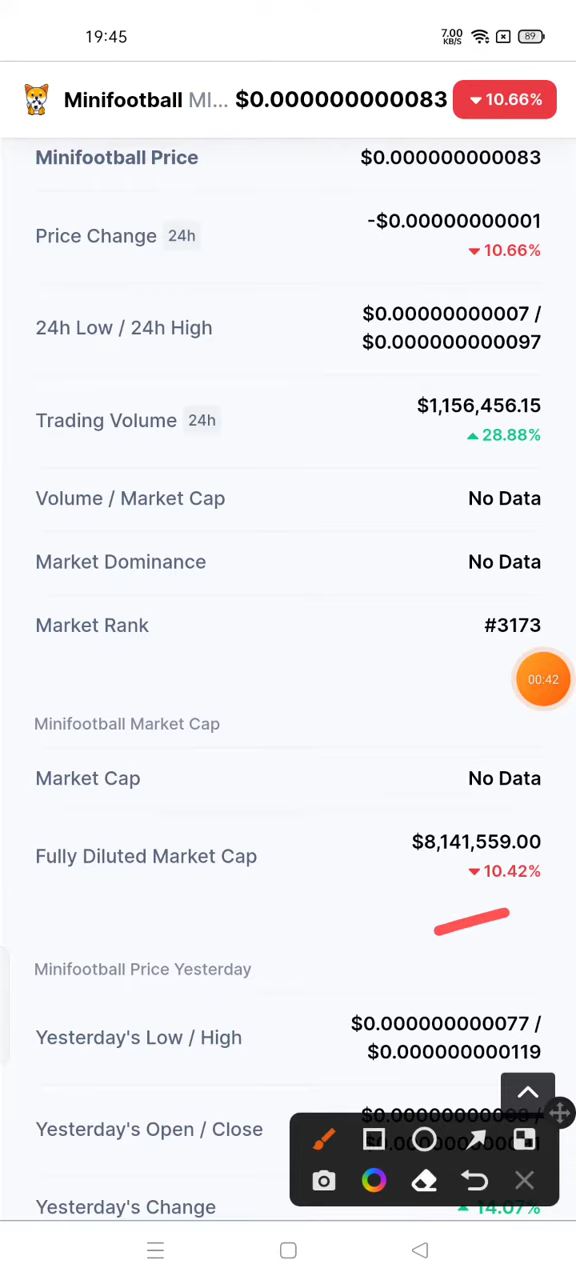 19:45
7.00 KB/S
89
Minifootball MI... $0.000000000083 10.66%
Minifootball Price $0.000000000083
Price Change 24h -$0.00000000001
10.66%
24h Low / 24h High $0.00000000007 /
$0.000000000097
Trading Volume 24h $1,156,456.15
28.88%
Volume / Market Cap No Data
Market Dominance No Data
Market Rank #3173
00:42
Minifootball Market Cap
Market Cap No Data
Fully Diluted Market Cap $8,141,559.00
10.42%
Minifootball Price Yesterday
Yesterday's Low / High $0.000000000077 /
$0.000000000119
Yesterday's Open / Close
Yesterday's Change 14.07%